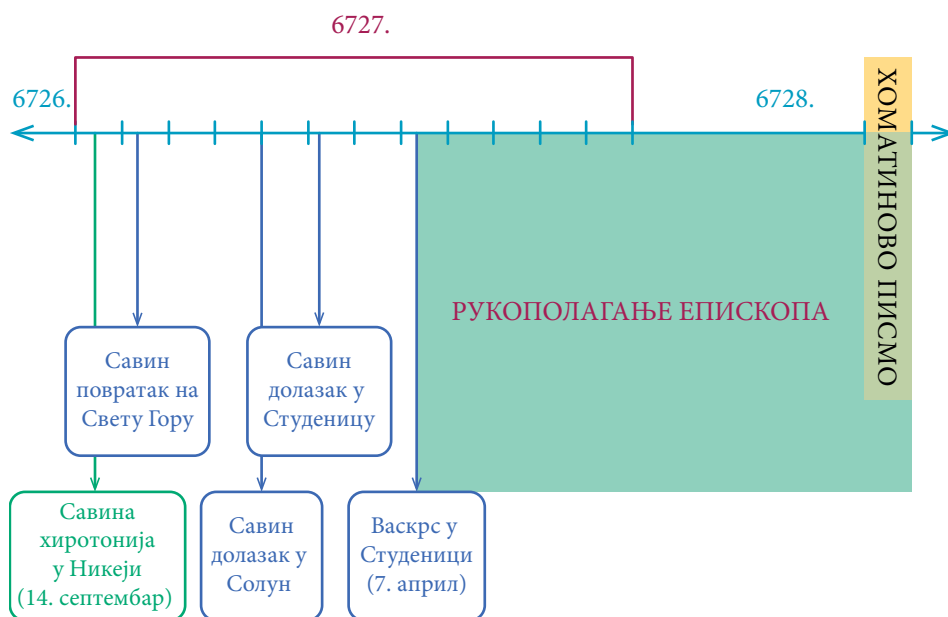 6727.
6726.
6728.
ХОМАТИНОВО ПИСМО
РУКОПОЛАГАЊЕ ЕПИСКОПА
Савин
повратак на
Свету Гору
Савин
долазак у
Студеницу
Савина
хиротонија
у Никеји
(14. септембар)
Савин
долазак у
Солун
Васкрс у
Студеници
(7. април)